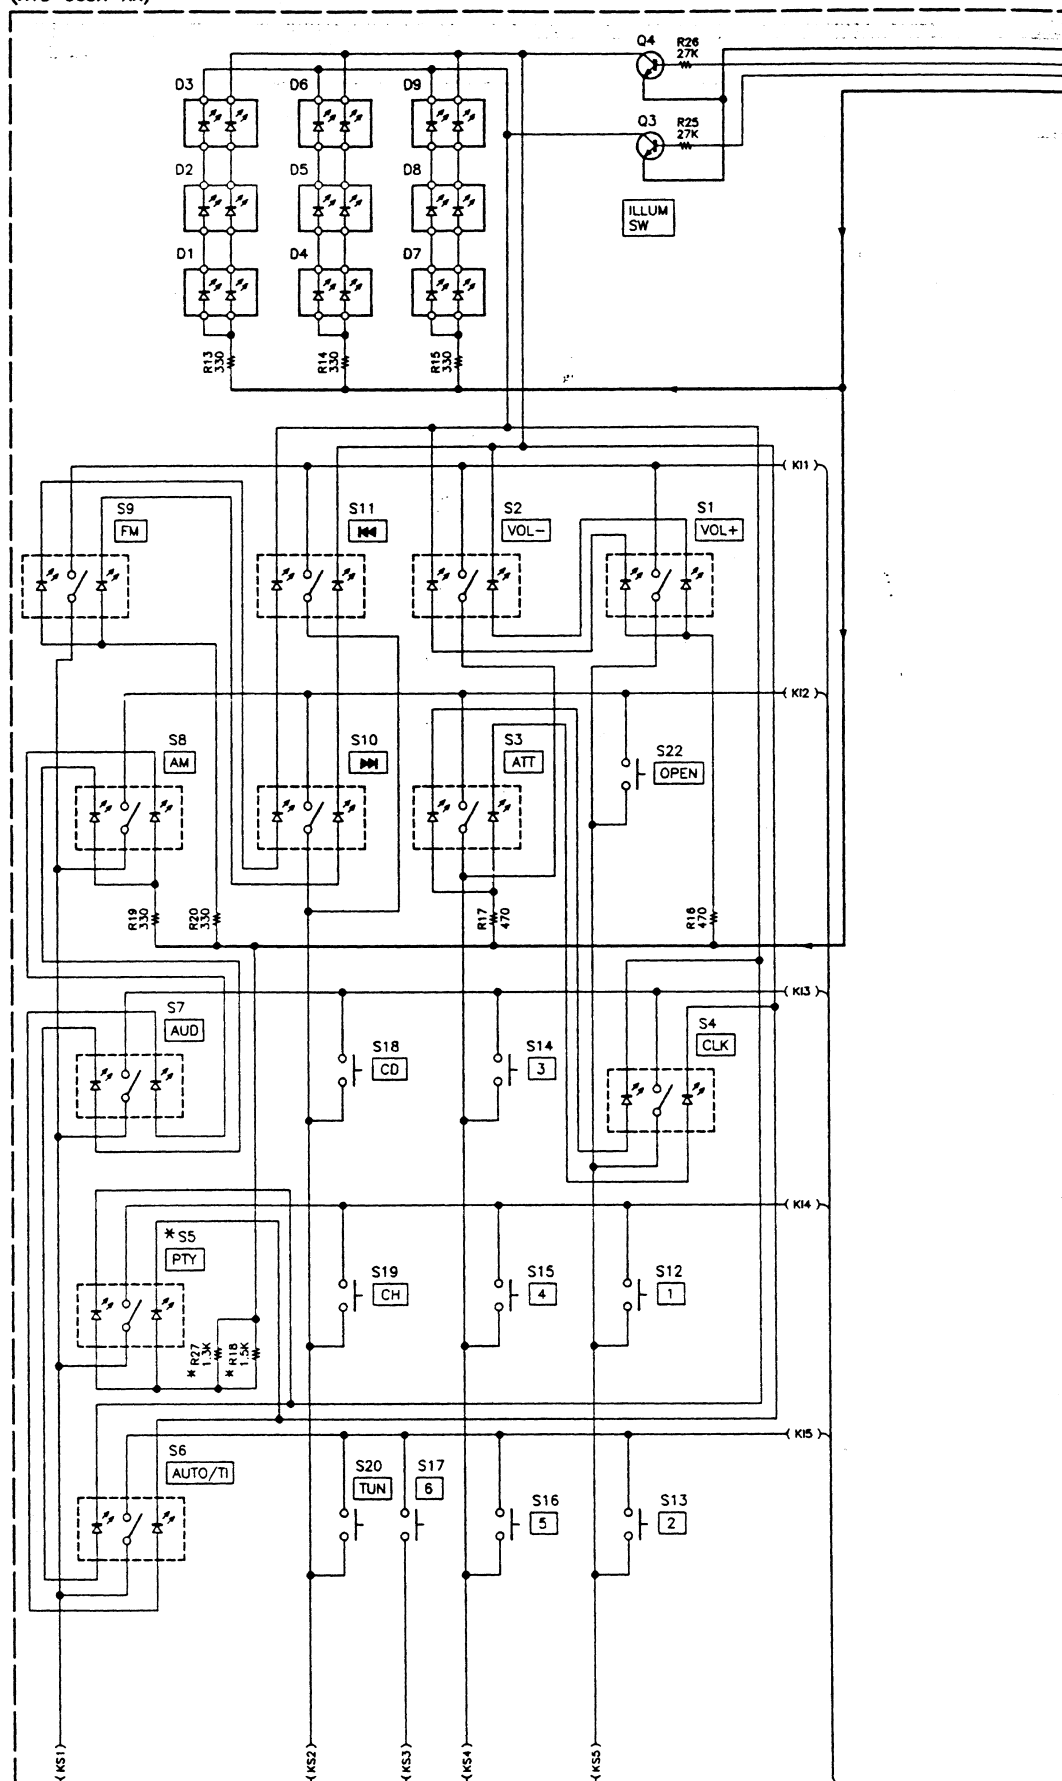 Q4
R26
27K
D3
D6
D9
Q3
R25
27K
D2
D5
D8
ILLUM
SW
D1
D4
D7
R13
330
R14
330
R15
330
KI1
S9
FM
S11
S2
VOL-
S1
VOL+
KI2
S8
AM
S10
S3
ATT
S22
OPEN
R19
330
R20
330
R17
470
R16
470
KI3
S7
AUD
S18
CD
S14
3
S4
CLK
KI4
*S5
PTY
S19
CH
S15
4
S12
1
* R27
1.3K
* R18
1.5K
KI5
S6
AUTO/TI
S20
TUN
S17
6
S16
5
S13
2
KS1
KS2
KS3
KS4
KS5